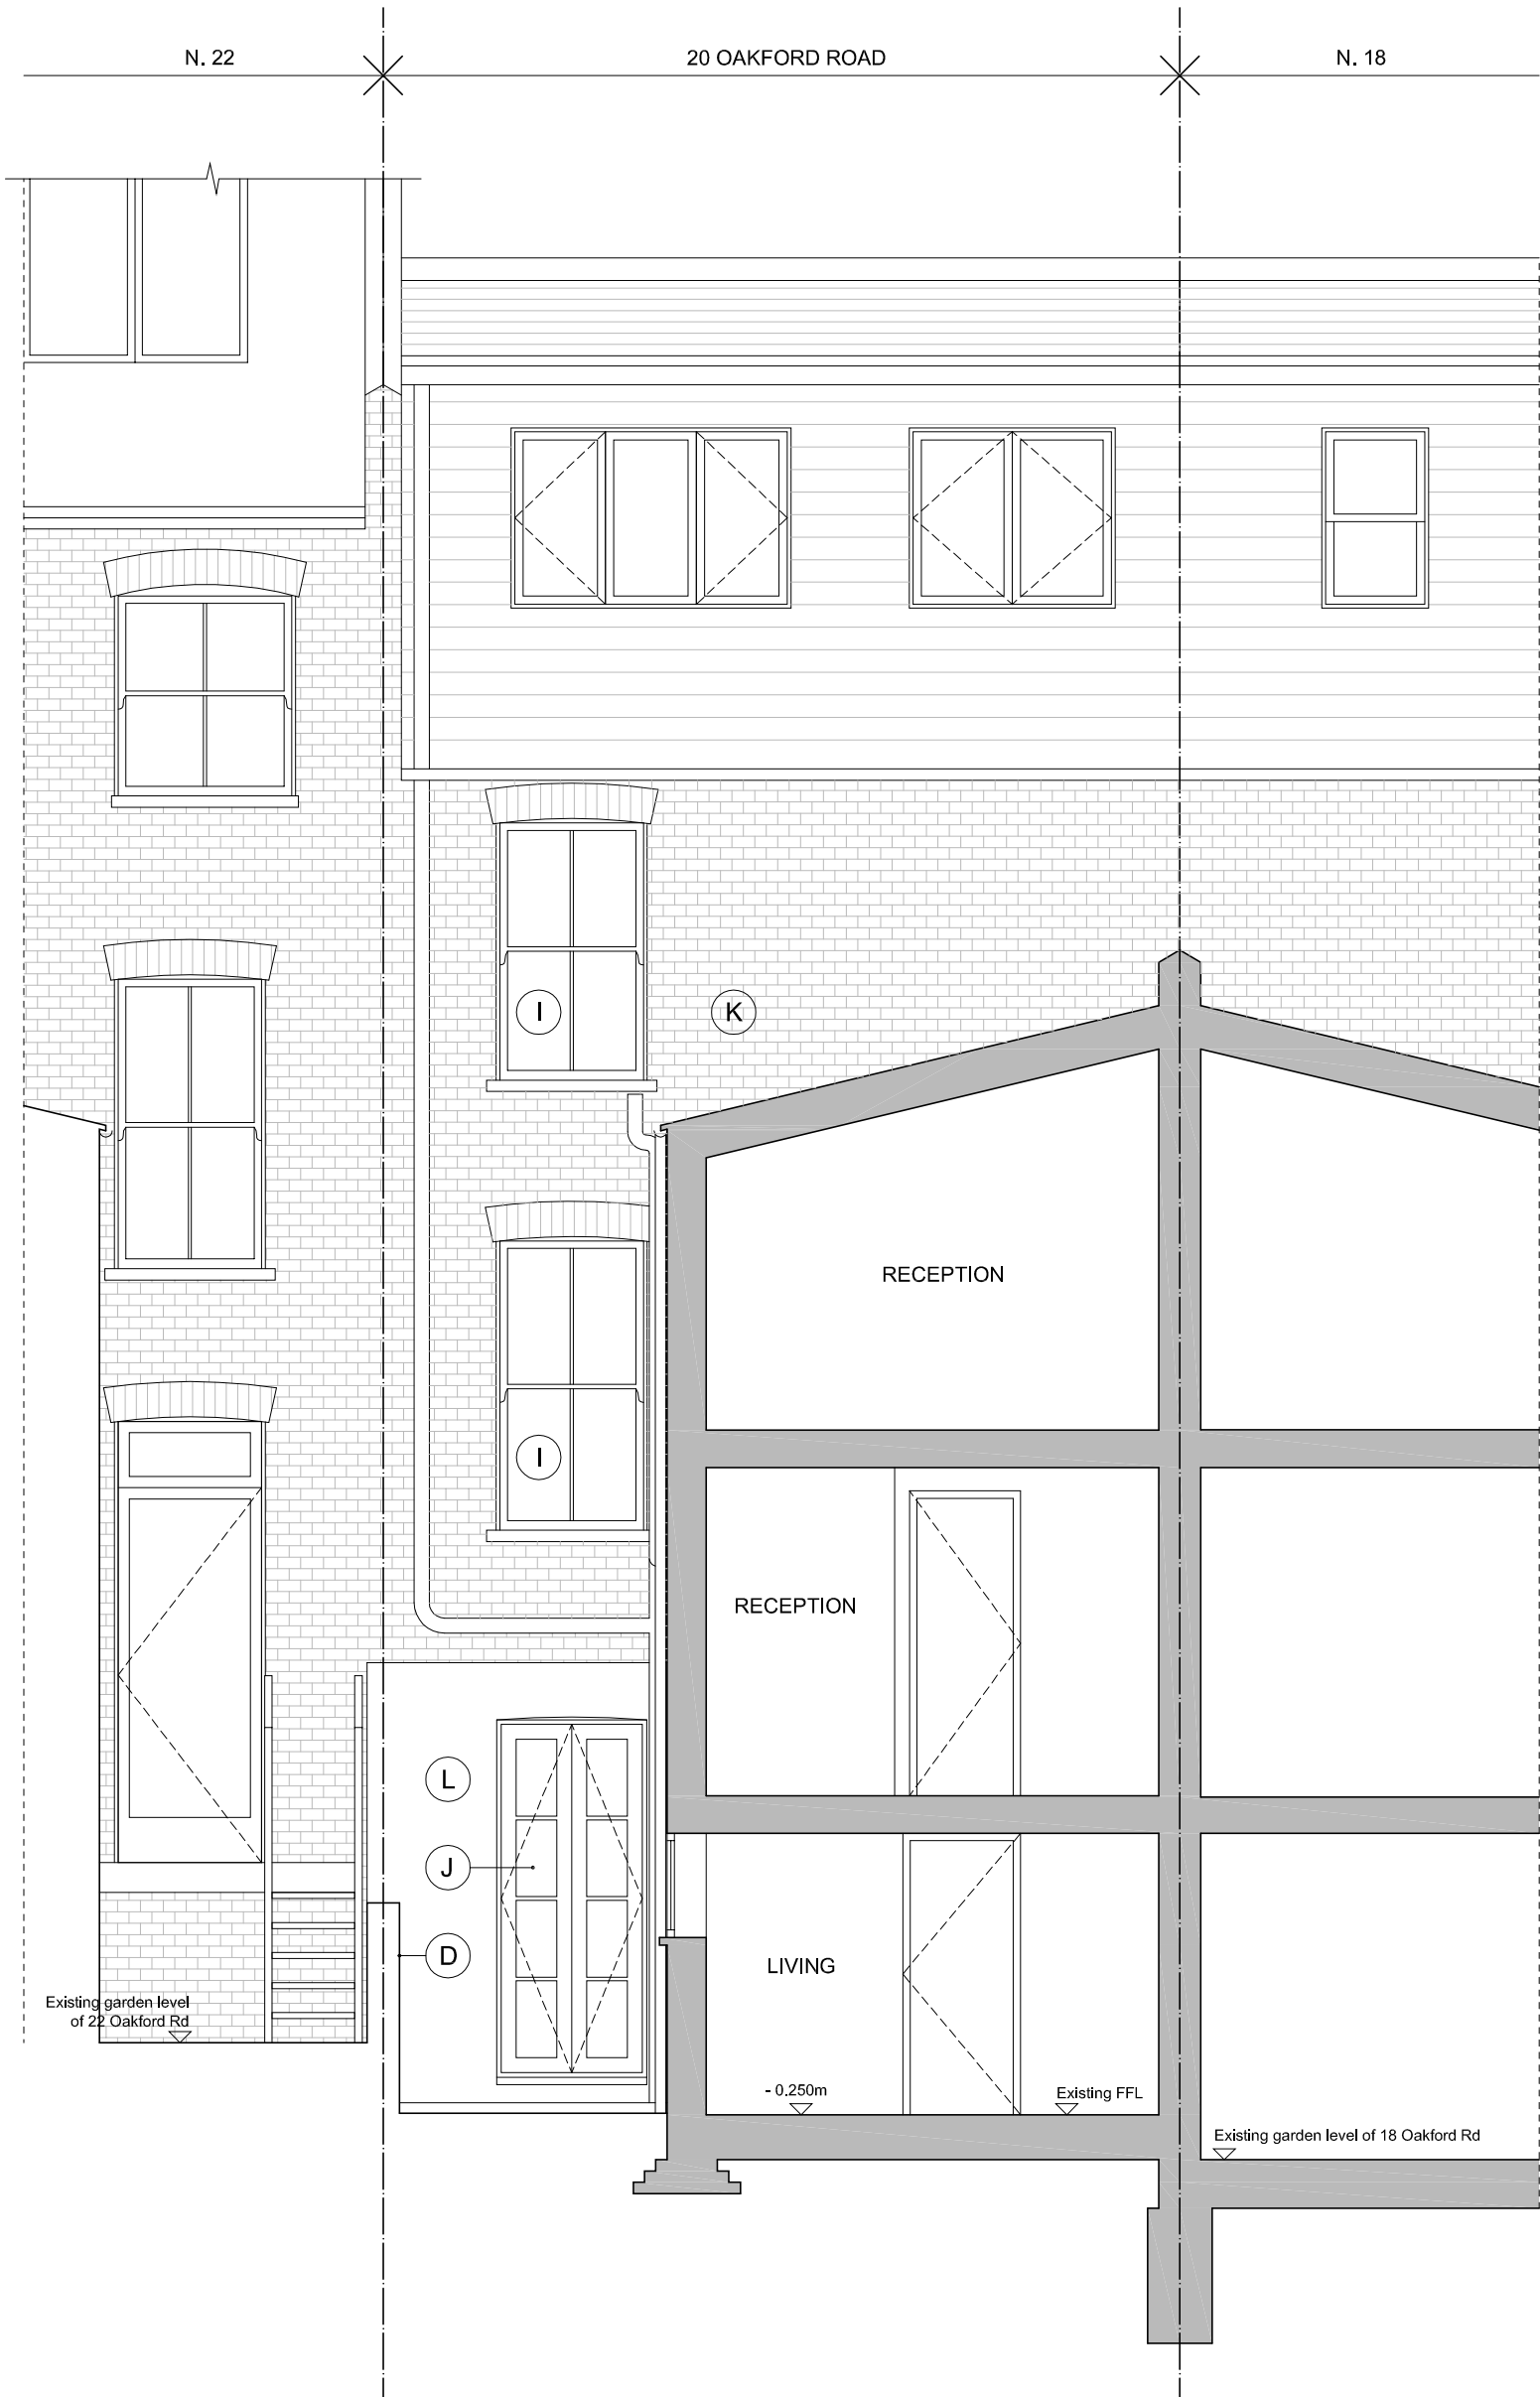 N. 22
20 OAKFORD ROAD
N. 18
I
K
RECEPTION
I
RECEPTION
L
J
D
LIVING
Existing garden level
of 22 Oakford Rd
- 0.250m
Existing FFL
Existing garden level of 18 Oakford Rd